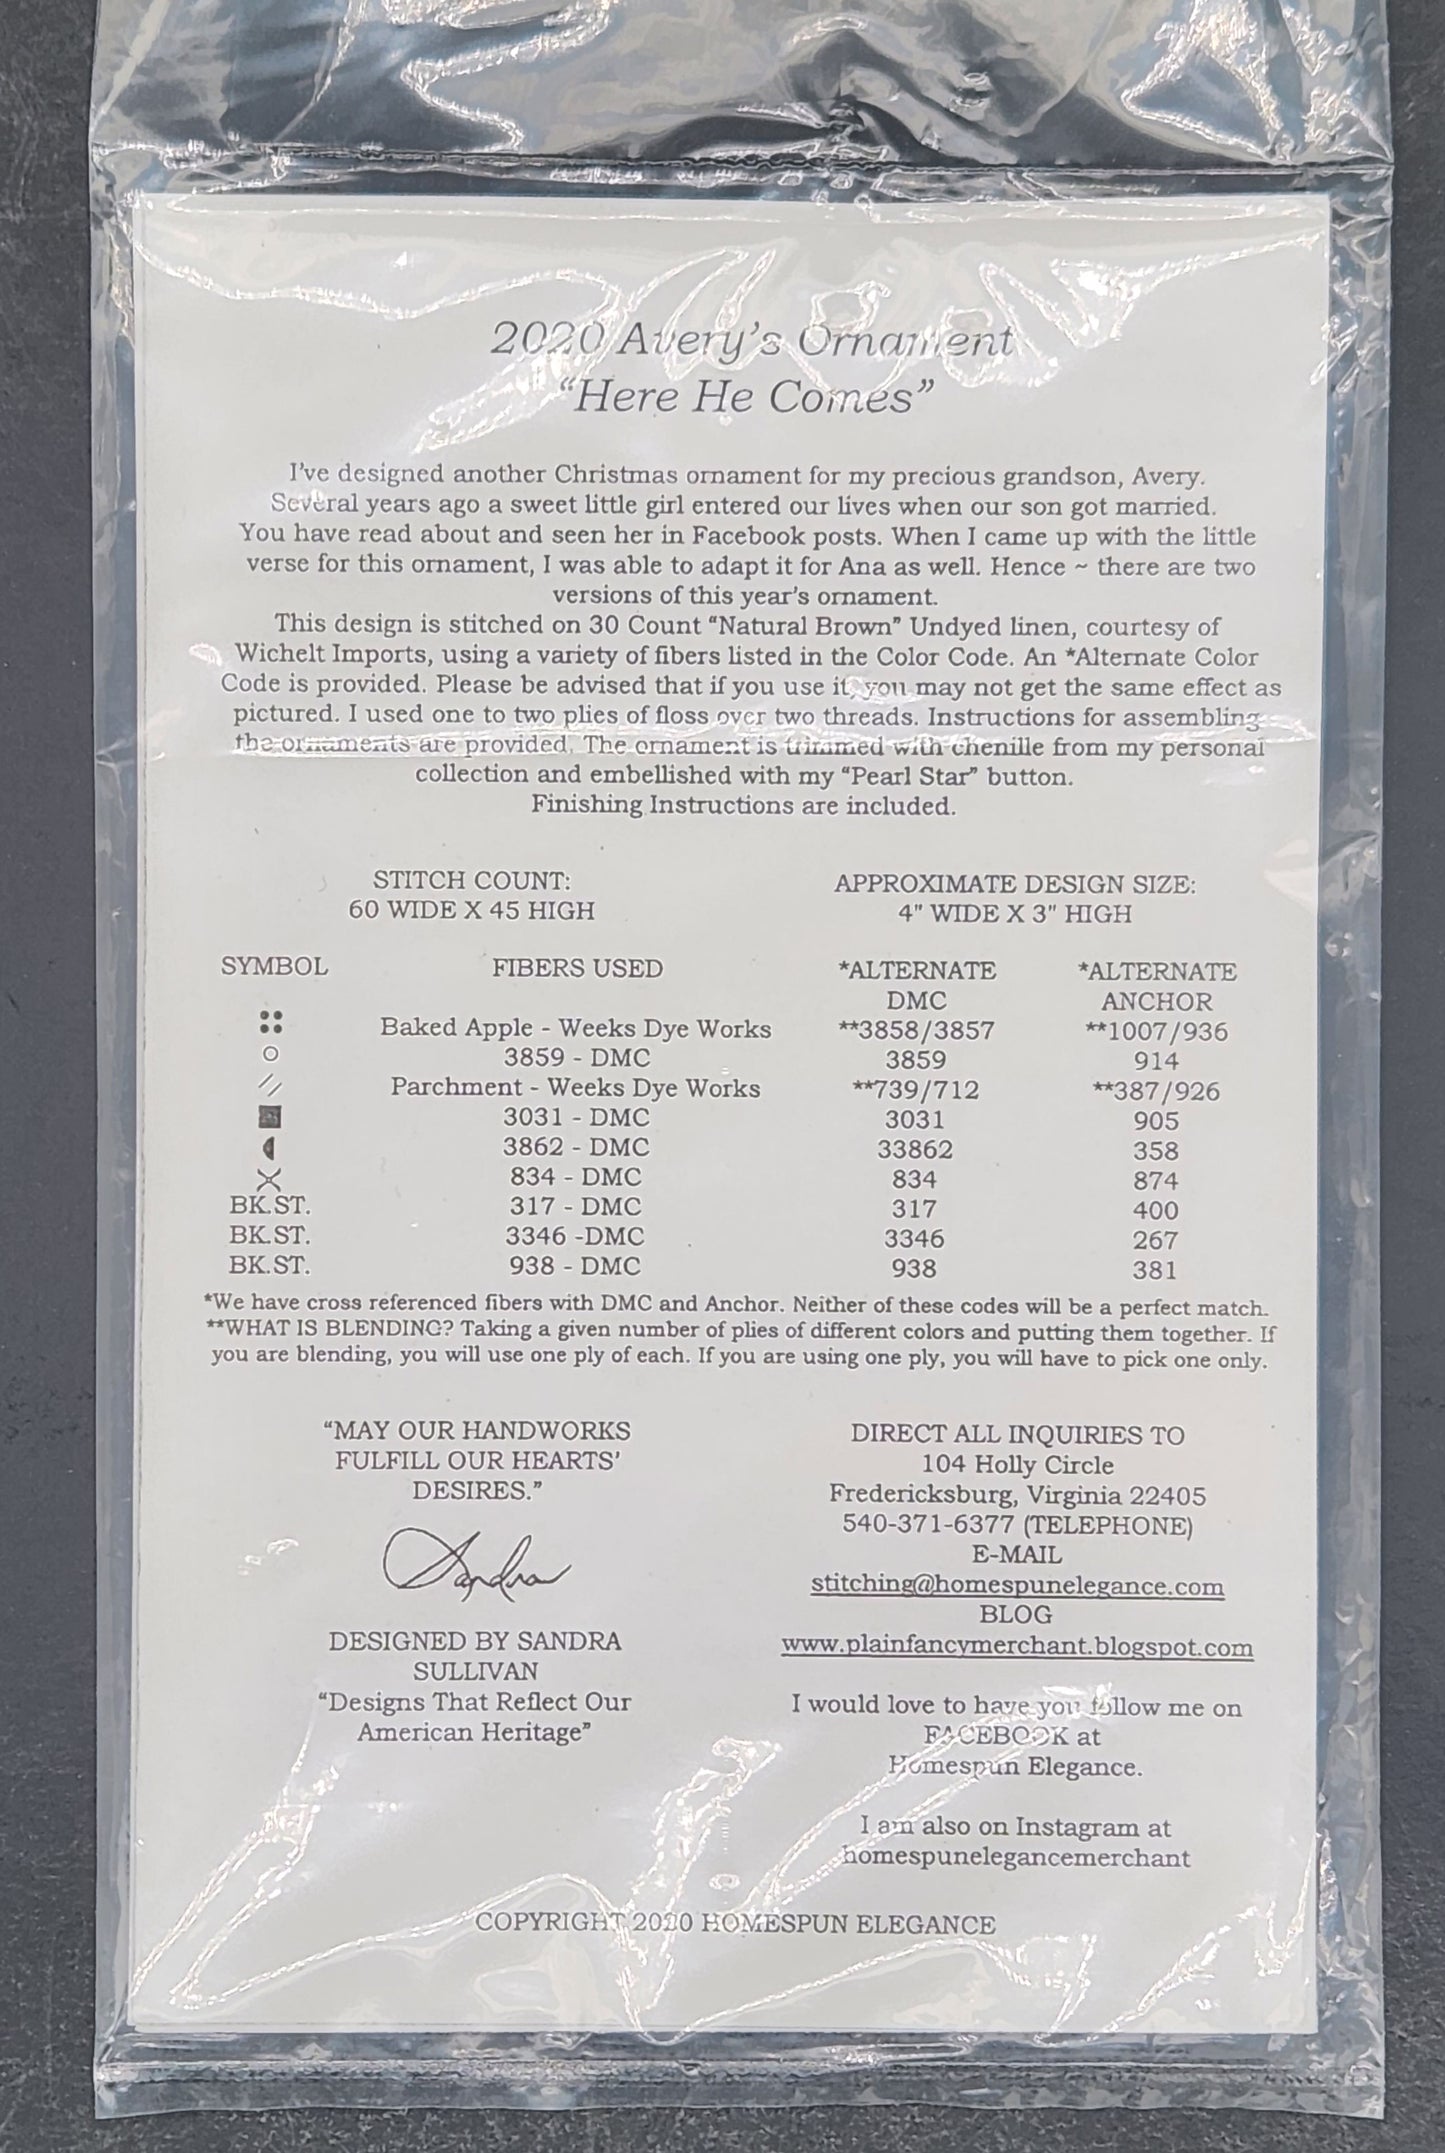 2020 Avery's Ornament
"Here He Comes"
I've designed another Christmas ornament for my precious grandson, Avery.
Several years ago a sweet little girl entered our lives when our son got married.
You have read about and seen her in Facebook posts. When I came up with the little
verse for this ornament, I was able to adapt it for Ana as well. Hence ~ there are two
versions of this year's ornament.
This design is stitched on 30 Count "Natural Brown" Undyed linen, courtesy of
Wichelt Imports, using a variety of fibers listed in the Color Code. An *Alternate Color
Code is provided. Please be advised that if you use it, you may not get the same effect as
pictured. I used one to two plies of floss over two threads. Instructions for assembling
the ornaments are provided. The ornament is trimmed with chenille from my personal
collection and embellished with my "Pearl Star" button.
Finishing Instructions are included.
STITCH COUNT: APPROXIMATE DESIGN SIZE:
60 WIDE X 45 HIGH 4" WIDE X 3" HIGH
SYMBOL FIBERS USED *ALTERNATE *ALTERNATE
DMC ANCHOR
Baked Apple - Weeks Dye Works **3858/3857 **1007/936
3859 - DMC 3859 914
Parchment - Weeks Dye Works **739/712 **387/926
3031 - DMC 3031 905
3862 - DMC 33862 358
834 - DMC 834 874
BK.ST. 317 - DMC 317 400
BK.ST. 3346 -DMC 3346 267
BK.ST. 938 - DMC 938 381
*We have cross referenced fibers with DMC and Anchor. Neither of these codes will be a perfect match.
**WHAT IS BLENDING? Taking a given number of plies of different colors and putting them together. If
you are blending, you will use one ply of each. If you are using one ply, you will have to pick one only.
"MAY OUR HANDWORKS
FULFILL OUR HEARTS'
DESIRES."
Sandra
DESIGNED BY SANDRA
SULLIVAN
"Designs That Reflect Our
American Heritage"
DIRECT ALL INQUIRIES TO
104 Holly Circle
Fredericksburg, Virginia 22405
540-371-6377 (TELEPHONE)
E-MAIL
stitching@homespunelegance.com
BLOG
www.plainfancymerchant.blogspot.com
I would love to have you follow me on
FACEBOOK at
Homespun Elegance.
I am also on Instagram at
homespunelegancemerchant
COPYRIGHT 2020 HOMESPUN ELEGANCE